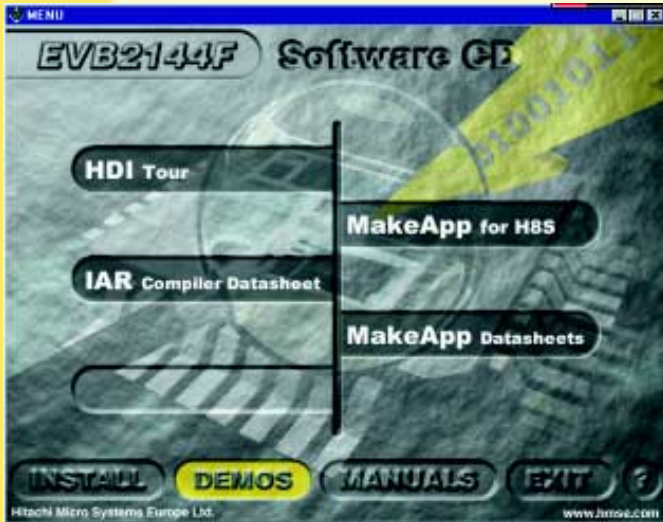 MENU
EVB2144F Software CD
01001011
HDI Tour
MakeApp for H8S
IAR Compiler Datasheet
MakeApp Datasheets
INSTALL DEMOS MANUALS EXIT ?
Hitachi Micro Systems Europe Ltd. www.hmse.com